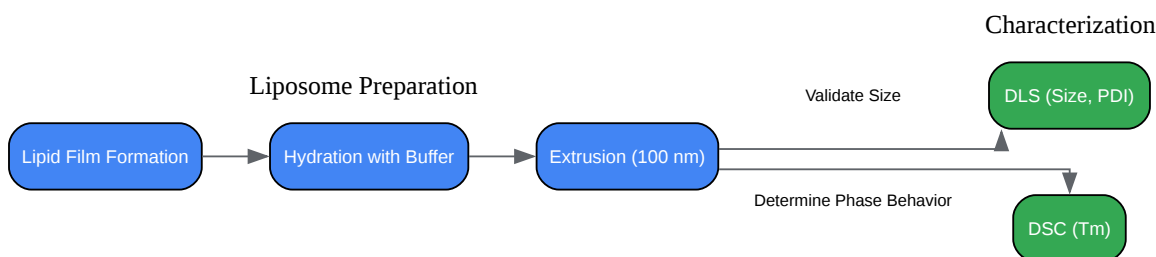 Characterization
Liposome Preparation
Validate Size
DLS (Size, PDI)
Lipid Film Formation
Hydration with Buffer
Extrusion (100 nm)
Determine Phase Behavior
DSC (Tm)